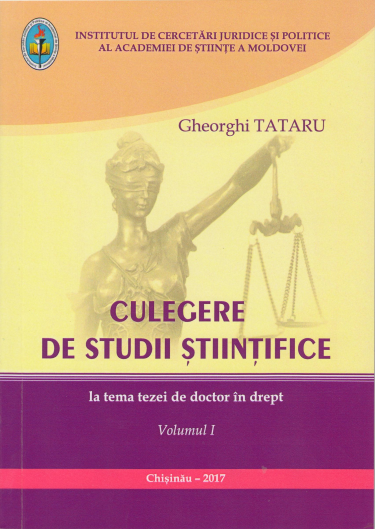 INSTITUTUL DE CERCETĂRI JURIDICE ȘI POLITICE
AL ACADEMIEI DE ȘTIINȚE A MOLDOVEI
Gheorghi TATARU
CULEGERE
DE STUDII ȘTIINȚIFICE
la tema tezei de doctor în drept
Volumul I
Chișinău – 2017